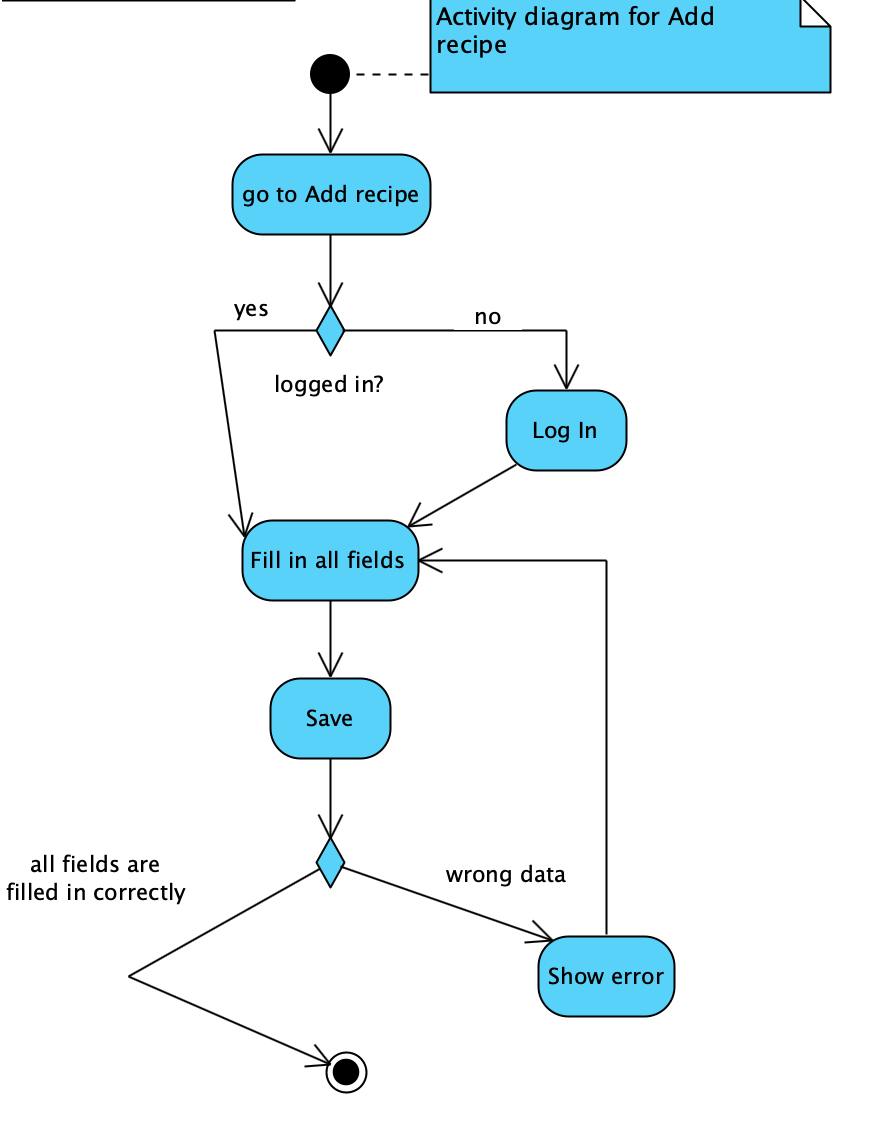 Activity diagram for Add
recipe
go to Add recipe
yes
no
logged in?
Log In
Fill in all fields
Save
all fields are
filled in correctly
wrong data
Show error